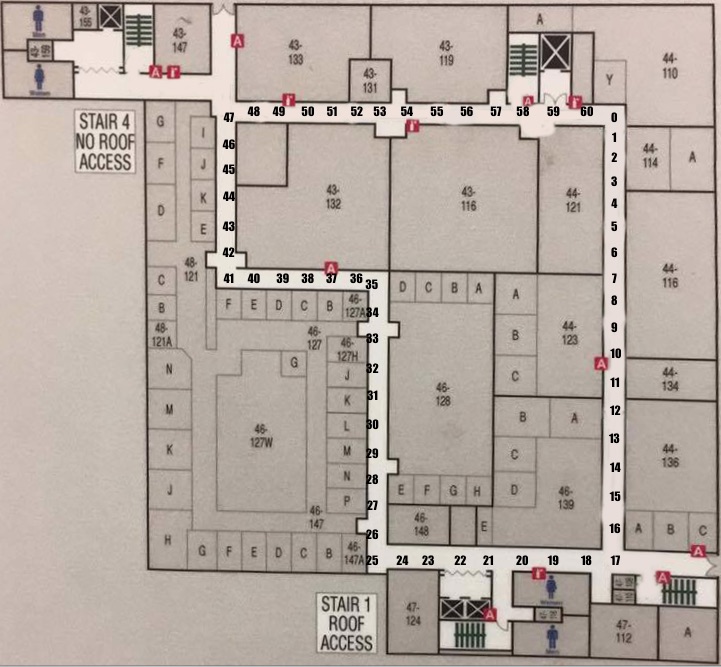 Men
43-155
43-147
43-159
Women
A
43-133
43-119
A
44-110
43-131
Y
A
STAIR 4
NO ROOF
ACCESS
47 48 49 50 51 52 53 54 55 56 57 58 59 60 0
A
G
I
46
1
F
J
45
44-114
A
2
K
44
43-132
43-116
44-121
3
D
E
43
4
44-116
5
48-121
42
6
A
41 40 39 38 37 36 35
7
C
D C B A
A
8
B
F E D C B 46-127A
34
44-123
9
48-121A
46-127
46-127H
33
B
10
N
G
J
32
C
A
11
44-134
46-128
M
K
31
B
A
12
46-127W
L
30
13
44-136
K
M
29
C
14
N
28
E F G H
D
46-139
15
J
P
27
46-147
46-148
E
16
A B C
H
26
G F E D C B 46-147A
25 24 23 22 21 20 19 18 17
A
A
STAIR 1
ROOF
ACCESS
47-124
A
Women
Men
47-112
A